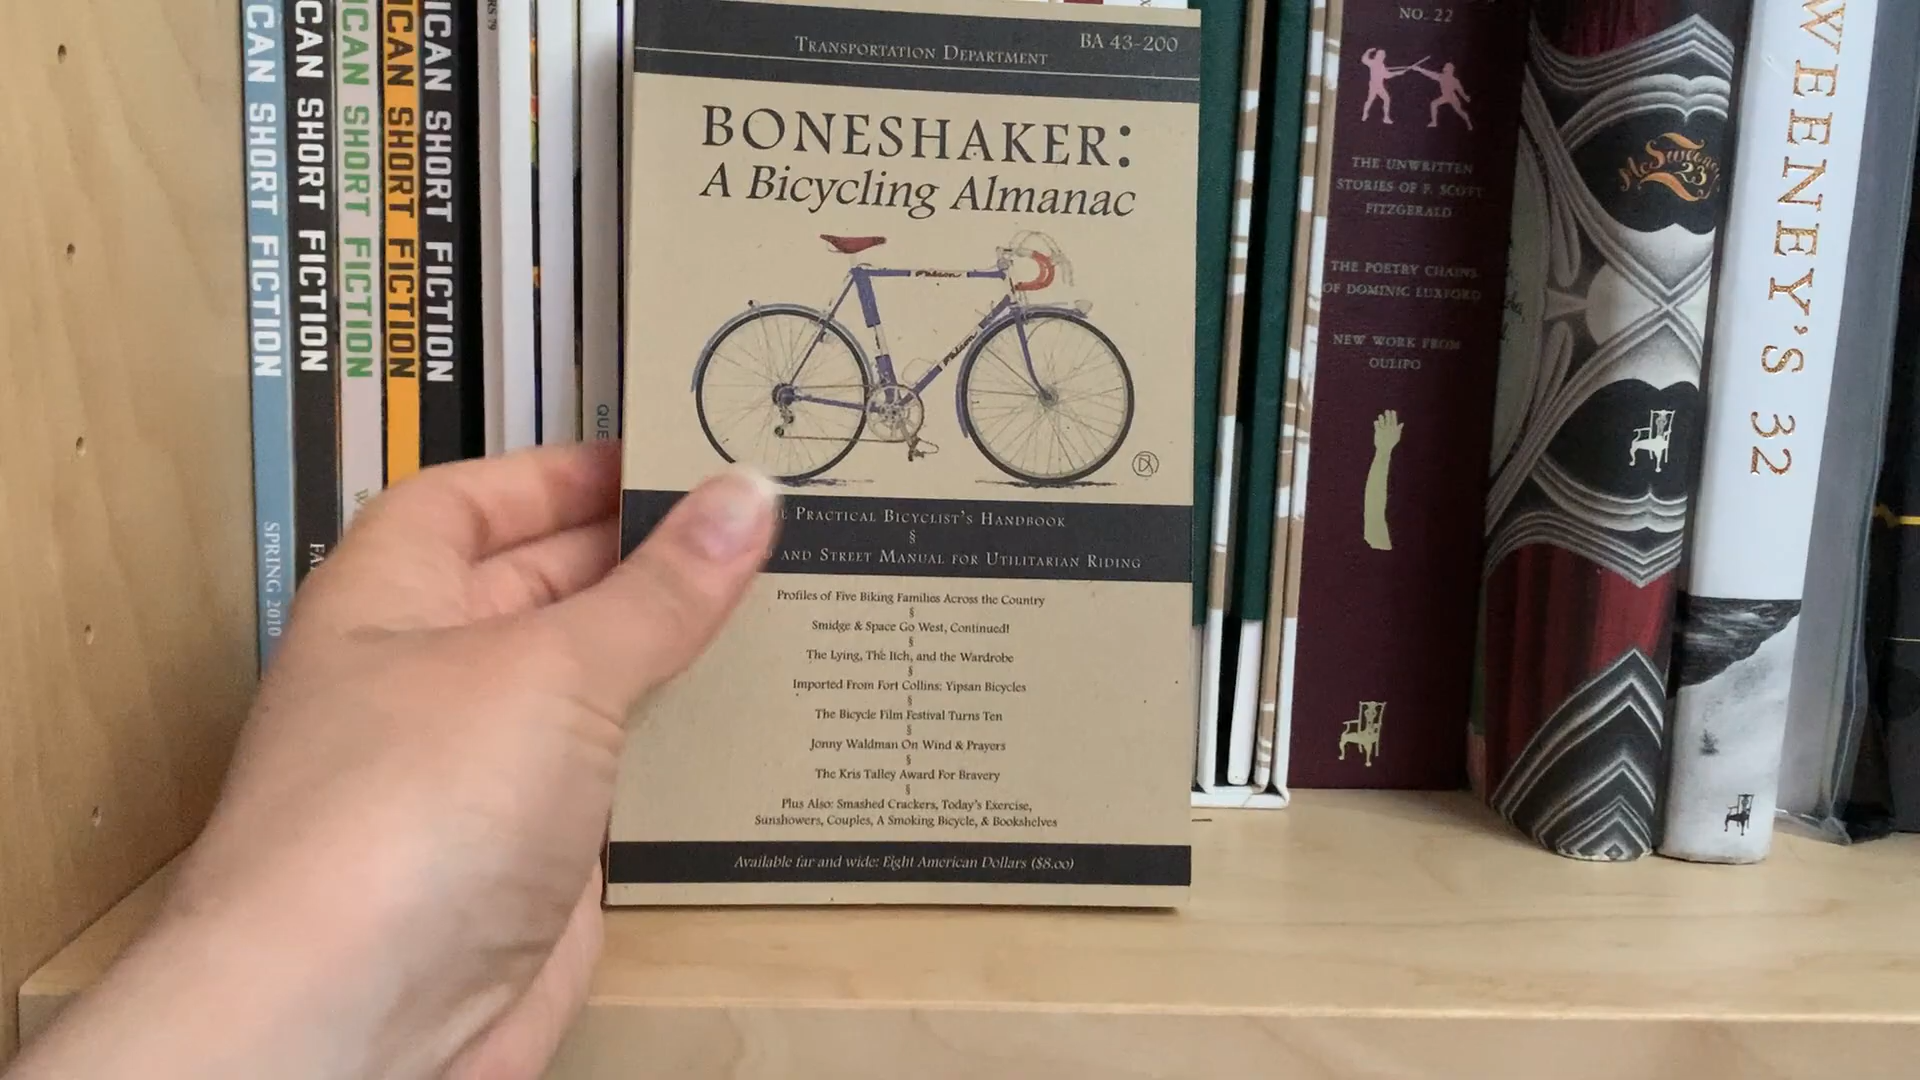 CAN SHORT FICTION
SPRING 2010
CAN SHORT FICTION
ICAN SHORT FICTION
ICAN SHORT FICTION
ICAN SHORT FICTION
QUE
TRANSPORTATION DEPARTMENT
BA 43-200
BONESHAKER:
A Bicycling Almanac
PRACTICAL BICYCLIST'S HANDBOOK
§
AND STREET MANUAL FOR UTILITARIAN RIDING
Profiles of Five Biking Families Across the Country
§
Smidge & Space Go West, Continued!
§
The Lying, The Itch, and the Wardrobe
§
Imported From Fort Collins: Yipsan Bicycles
§
The Bicycle Film Festival Turns Ten
§
Jonny Waldman On Wind & Prayers
§
The Kris Talley Award For Bravery
§
Plus Also: Smashed Crackers, Today's Exercise,
Sunshowers, Couples, A Smoking Bicycle, & Bookshelves
Available far and wide: Eight American Dollars ($8.00)
NO. 22
THE UNWRITTEN
STORIES OF F. SCOTT
FITZGERALD
THE POETRY CHAINS
OF DOMINIC LUXFORD
NEW WORK FROM
OULIPO
McSweeney's
23
WEENEY'S 32